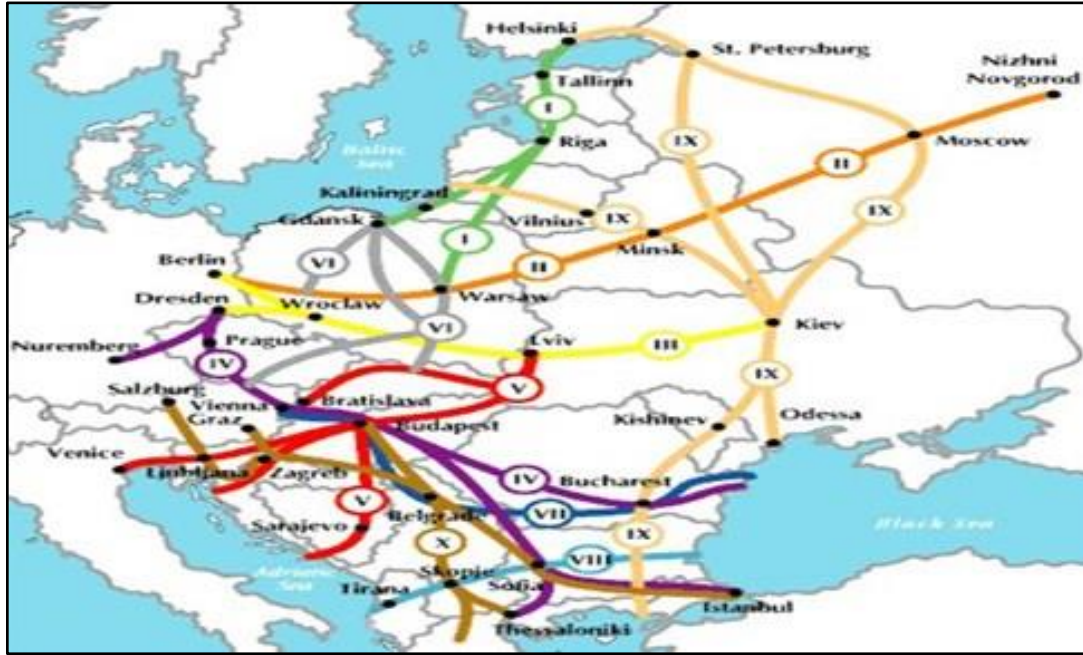 Helsinki
St. Petersburg
Nizhni
Novgorod
Tallinn
I
IX
Moscow
Riga
II
Baltic
Sea
Kaliningrad
IX
Gdansk
Vilnius
IX
I
Minsk
VI
II
Berlin
Dresden
Wroclaw
Warsaw
VI
Kiev
Nuremberg
Prague
Lviv
III
IV
V
IX
Salzburg
Vienna
Bratislava
Graz
Budapest
Kishinev
Odessa
Venice
Ljubljana
Zagreb
IV
Bucharest
V
Belgrade
VII
Sarajevo
IX
Black sea
X
VIII
Sea
Skopje
Tirana
Sofia
Istanbul
Thessaloniki